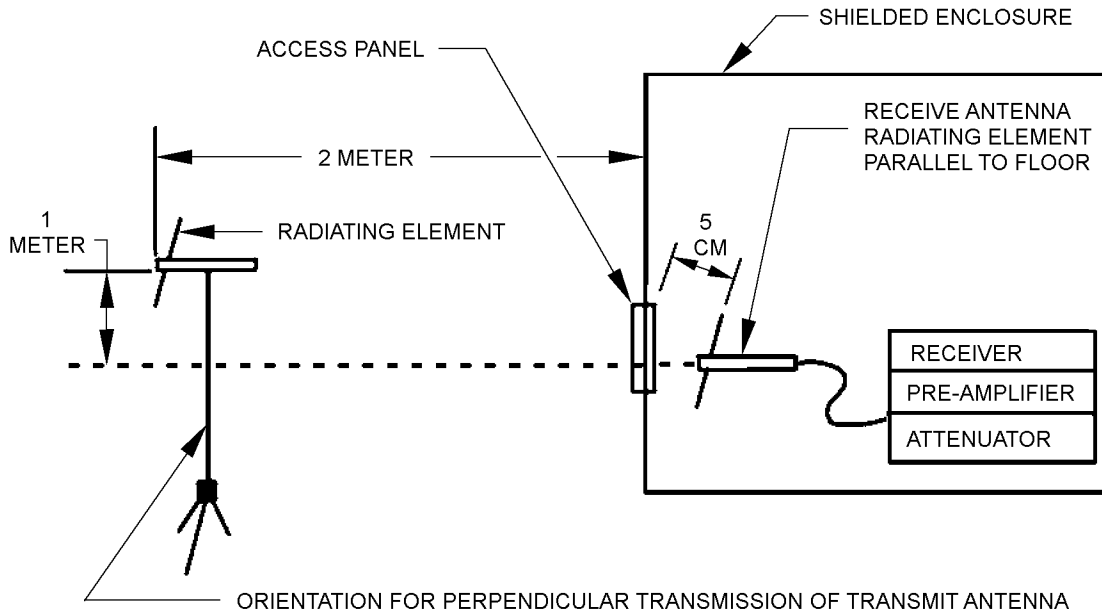 SHIELDED ENCLOSURE
ACCESS PANEL
RECEIVE ANTENNA
RADIATING ELEMENT
PARALLEL TO FLOOR
2 METER
1
METER
RADIATING ELEMENT
5
CM
RECEIVER
PRE-AMPLIFIER
ATTENUATOR
ORIENTATION FOR PERPENDICULAR TRANSMISSION OF TRANSMIT ANTENNA